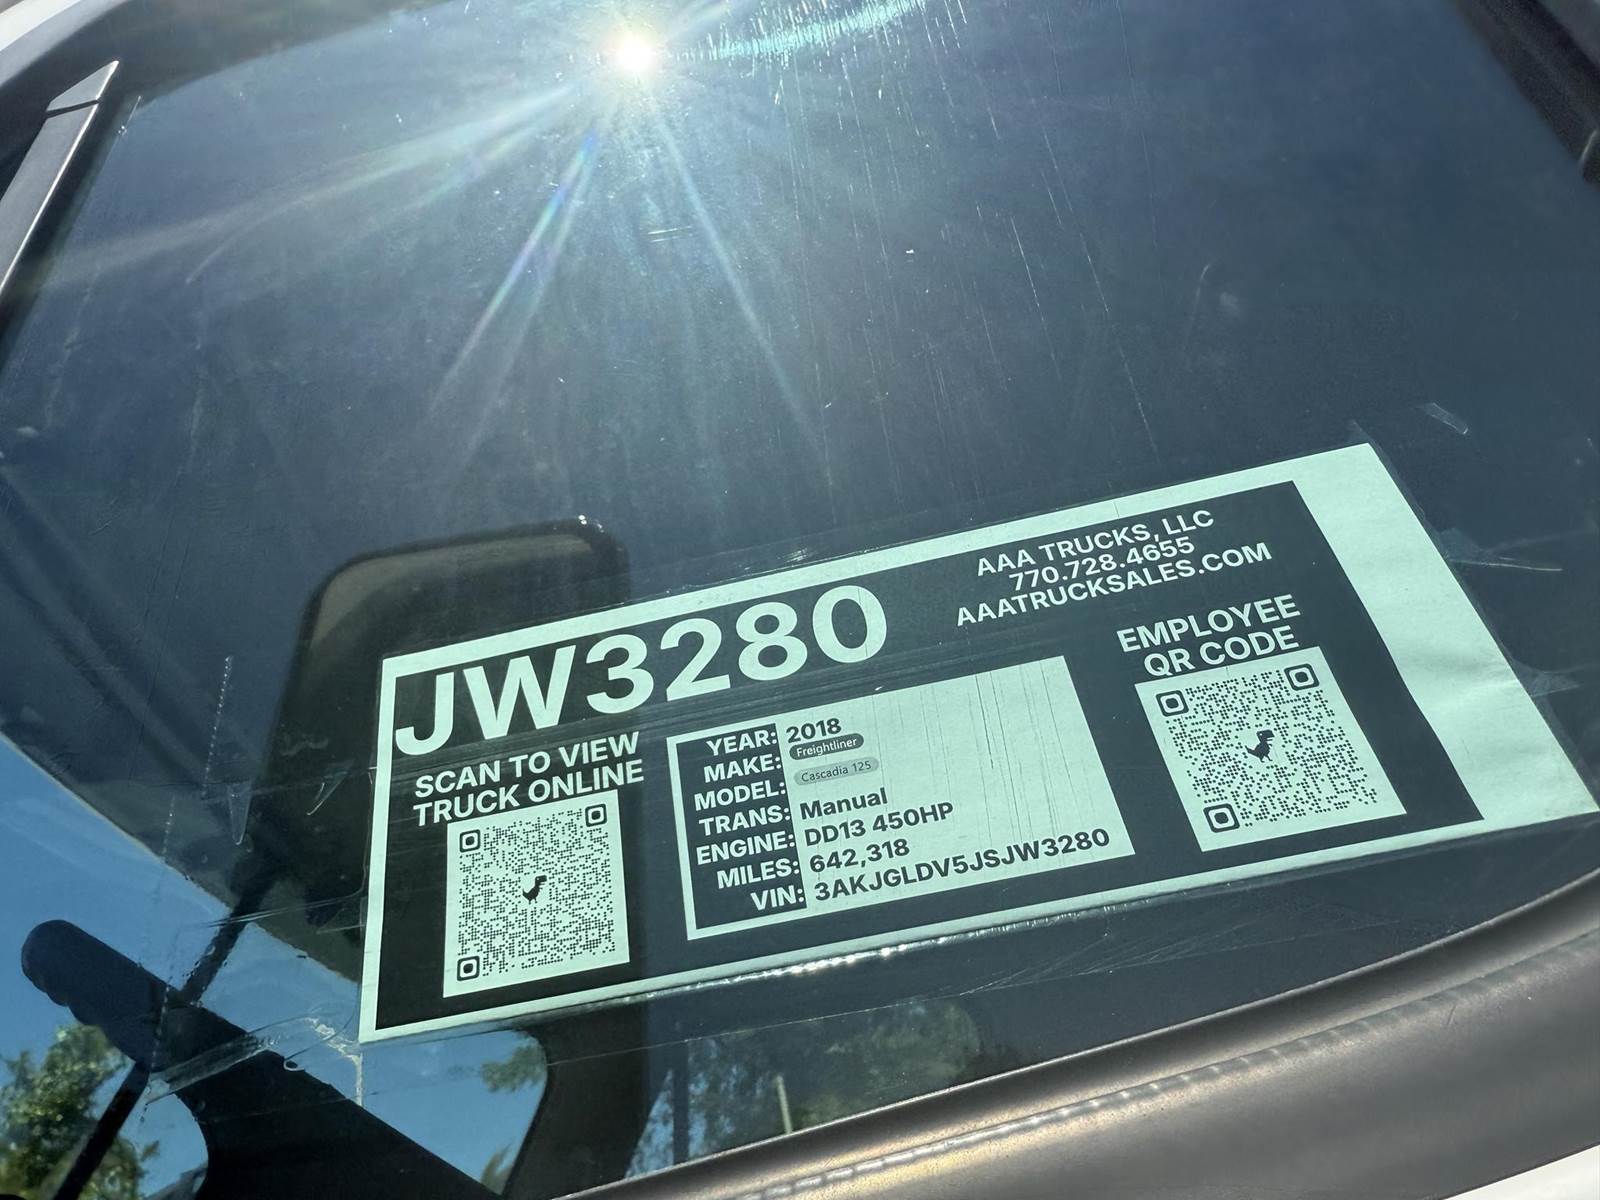 JW3280
AAA TRUCKS, LLC
770.728.4655
AAATRUCKSALES.COM
SCAN TO VIEW
TRUCK ONLINE
YEAR: 2018
MAKE: Freightliner
MODEL: Cascadia 125
TRANS: Manual
ENGINE: DD13 450HP
MILES: 642,318
VIN: 3AKJGLDV5JSJW3280
EMPLOYEE
QR CODE